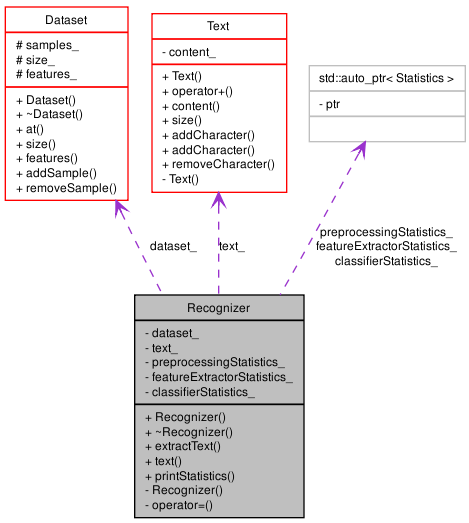 Dataset
# samples_
# size_
# features_
+ Dataset()
+ ~Dataset()
+ at()
+ size()
+ features()
+ addSample()
+ removeSample()
Text
- content_
+ Text()
+ operator+()
+ content()
+ size()
+ addCharacter()
+ addCharacter()
+ removeCharacter()
- Text()
std::auto_ptr< Statistics >
- ptr
dataset_
text_
preprocessingStatistics_
featureExtractorStatistics_
classifierStatistics_
Recognizer
- dataset_
- text_
- preprocessingStatistics_
- featureExtractorStatistics_
- classifierStatistics_
+ Recognizer()
+ ~Recognizer()
+ extractText()
+ text()
+ printStatistics()
- Recognizer()
- operator=()